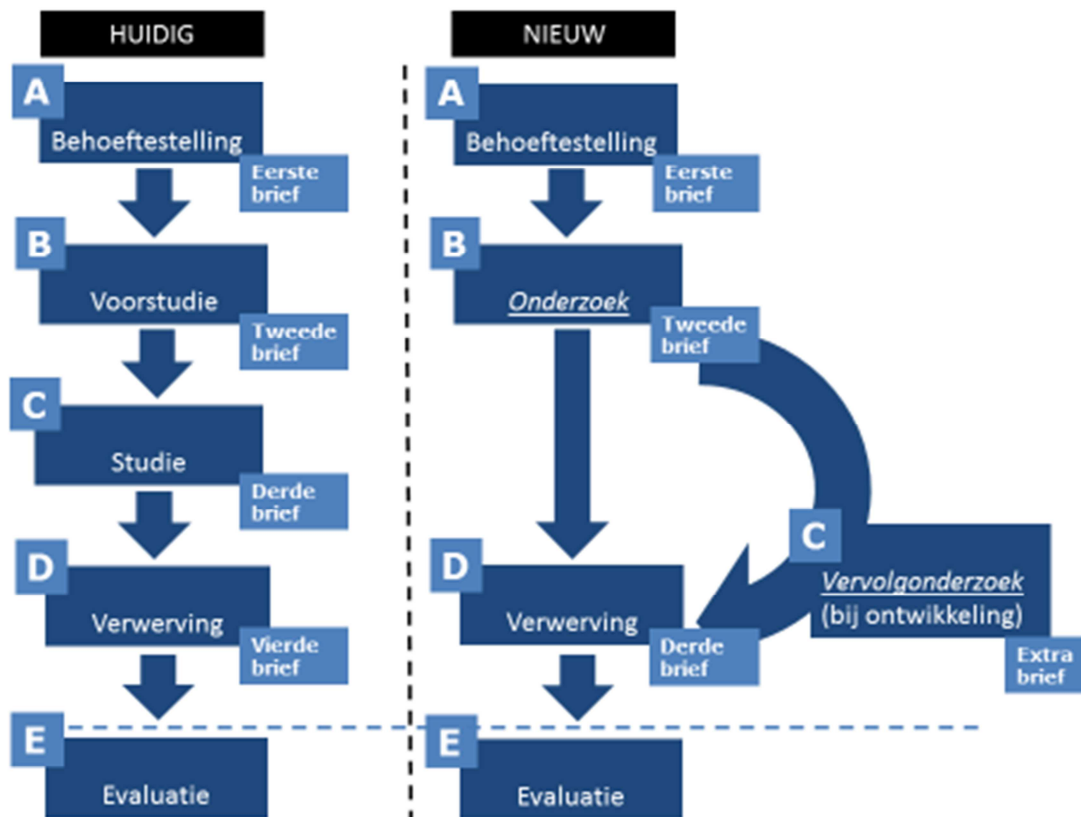 HUIDIG
A
Behoeftestelling
Eerste
brief
B
Voorstudie
Tweede
brief
C
Studie
Derde
brief
D
Verwerving
Vierde
brief
E
Evaluatie
NIEUW
A
Behoeftestelling
Eerste
brief
B
Onderzoek
Tweede
brief
C
Vervolgonderzoek
(bij ontwikkeling)
Extra
brief
D
Verwerving
Derde
brief
E
Evaluatie